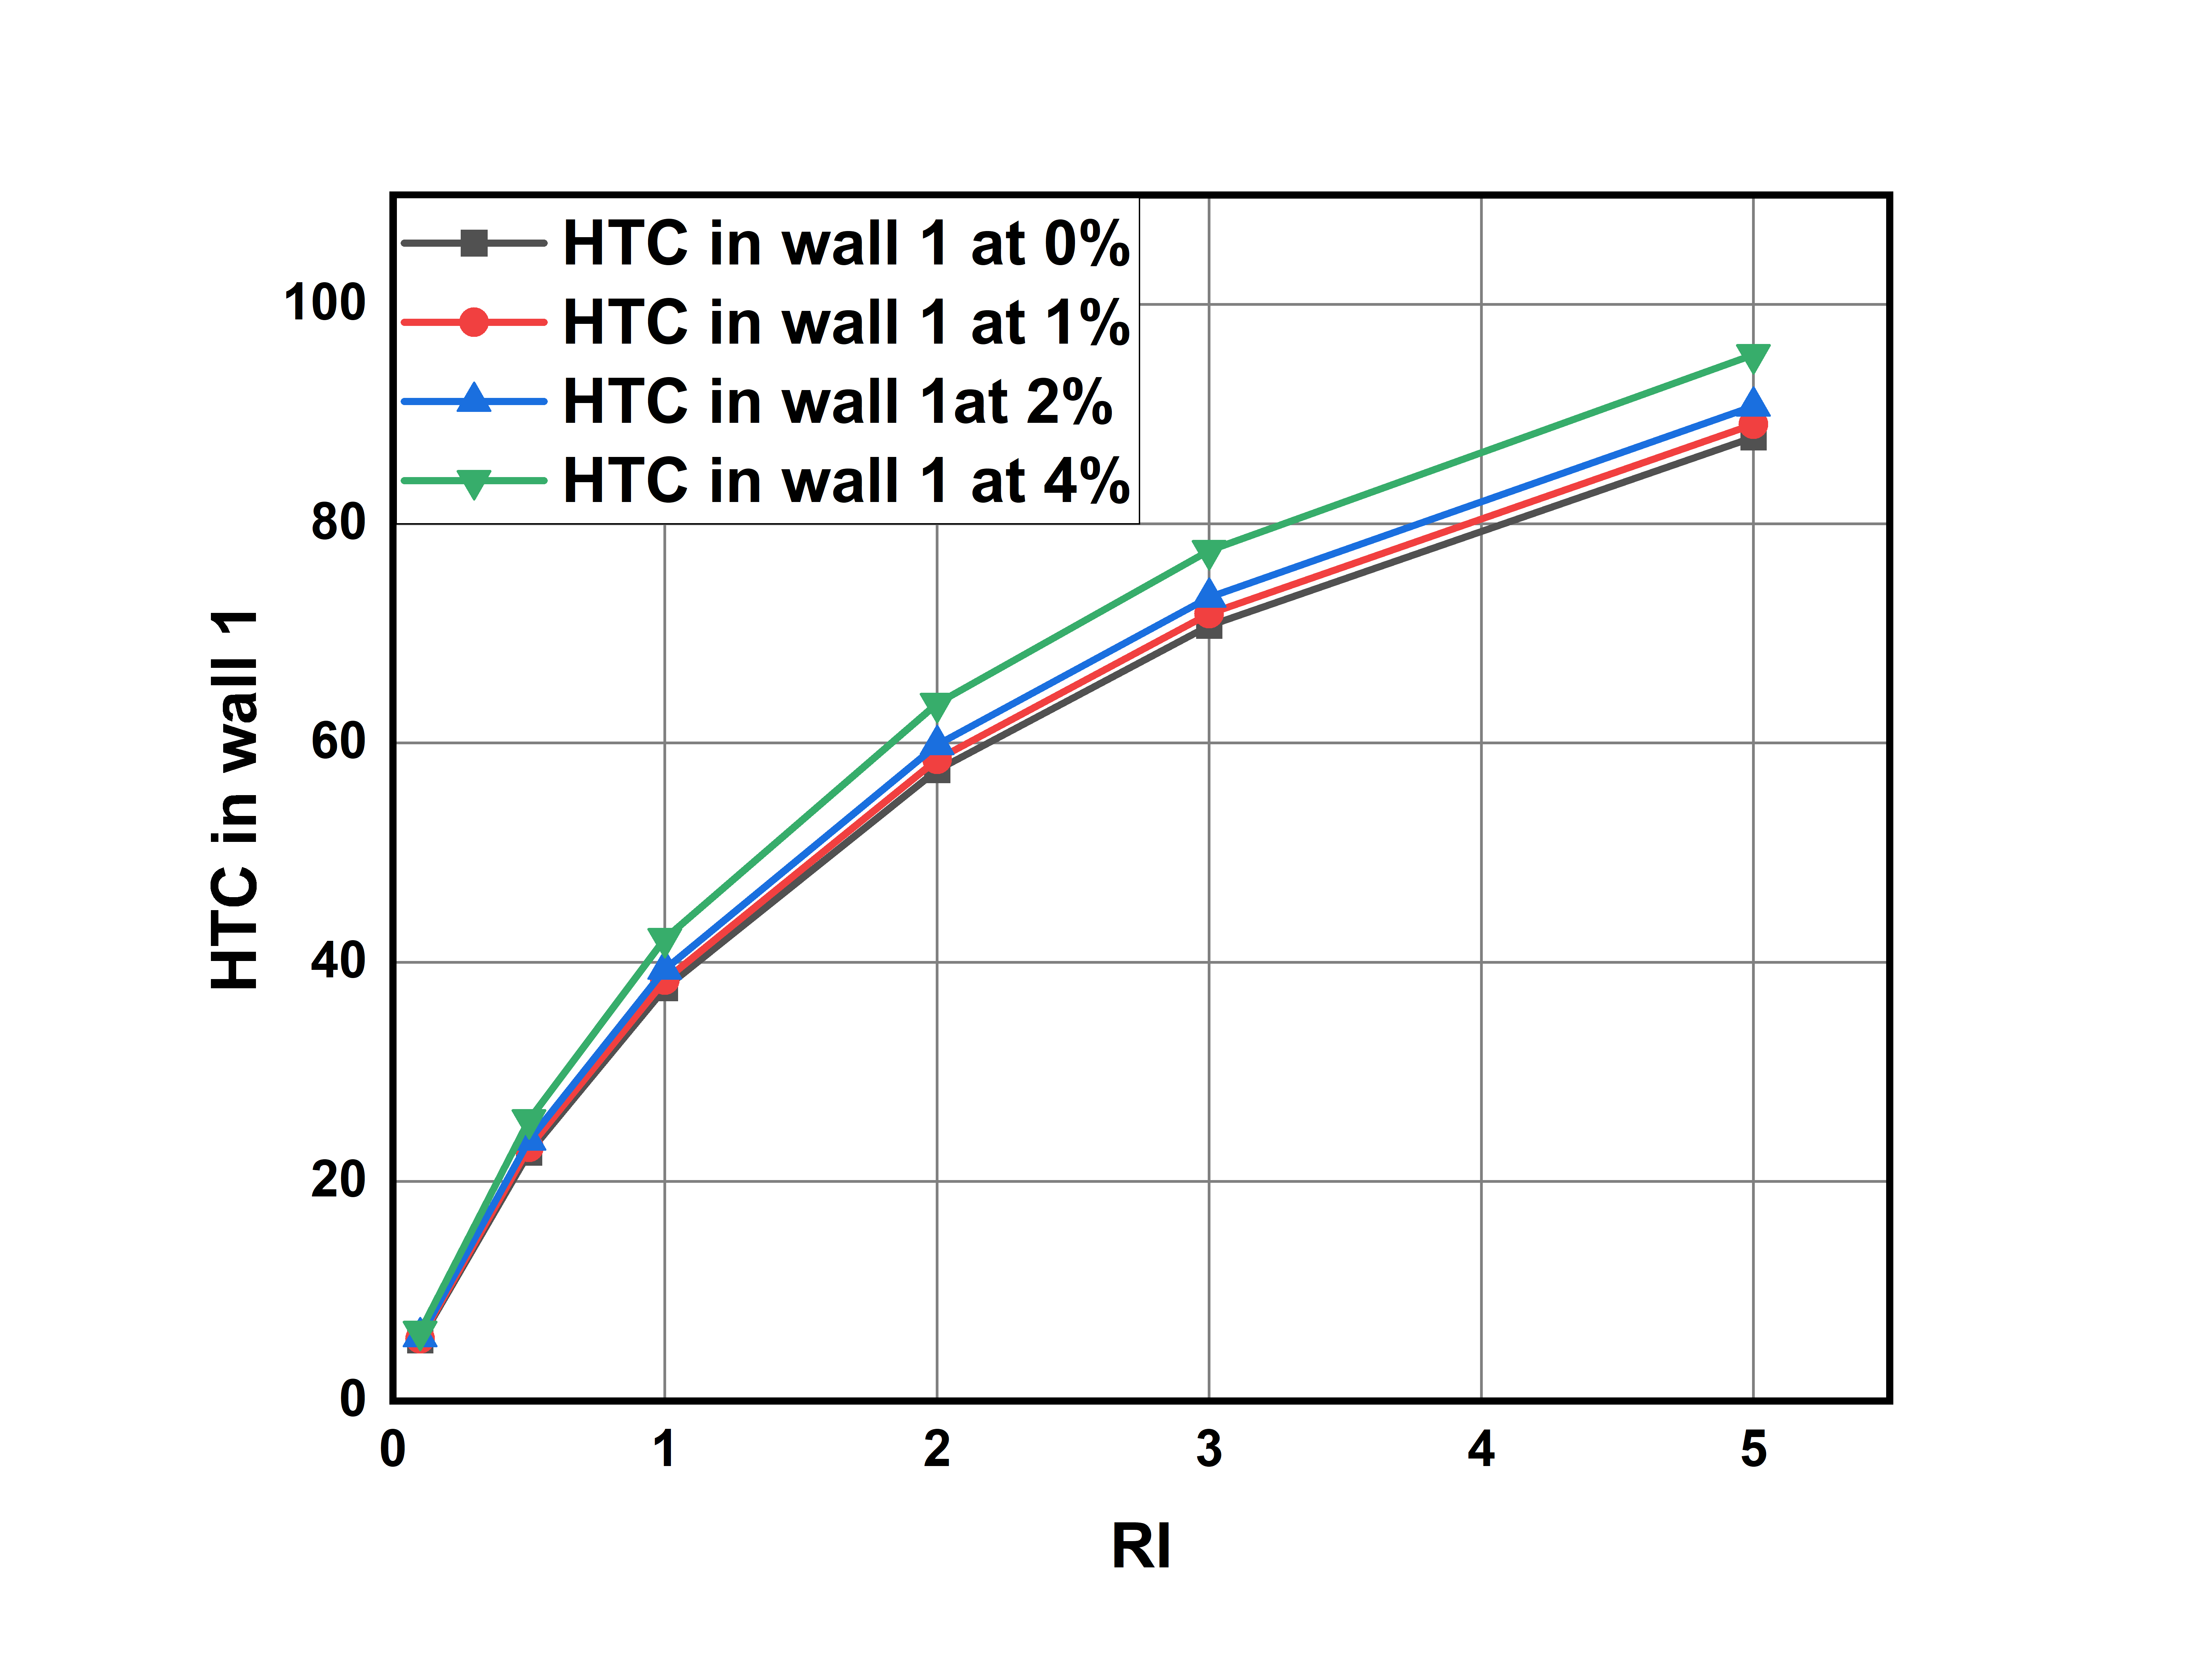 HTC in wall 1 at 0%
HTC in wall 1 at 1%
HTC in wall 1at 2%
HTC in wall 1 at 4%
100
80
60
40
20
0
HTC in wall 1
0 1 2 3 4 5
RI